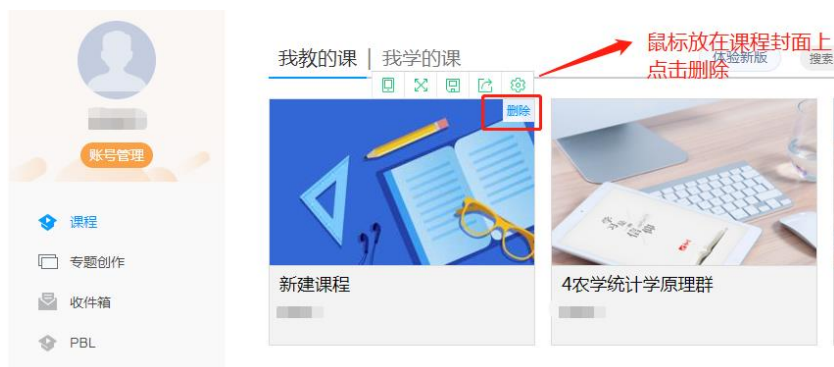 账号管理
课程
专题创作
收件箱
PBL
我教的课
我学的课
体验新版
搜索
鼠标放在课程封面上
点击删除
删除
新建课程
4农学统计学原理群